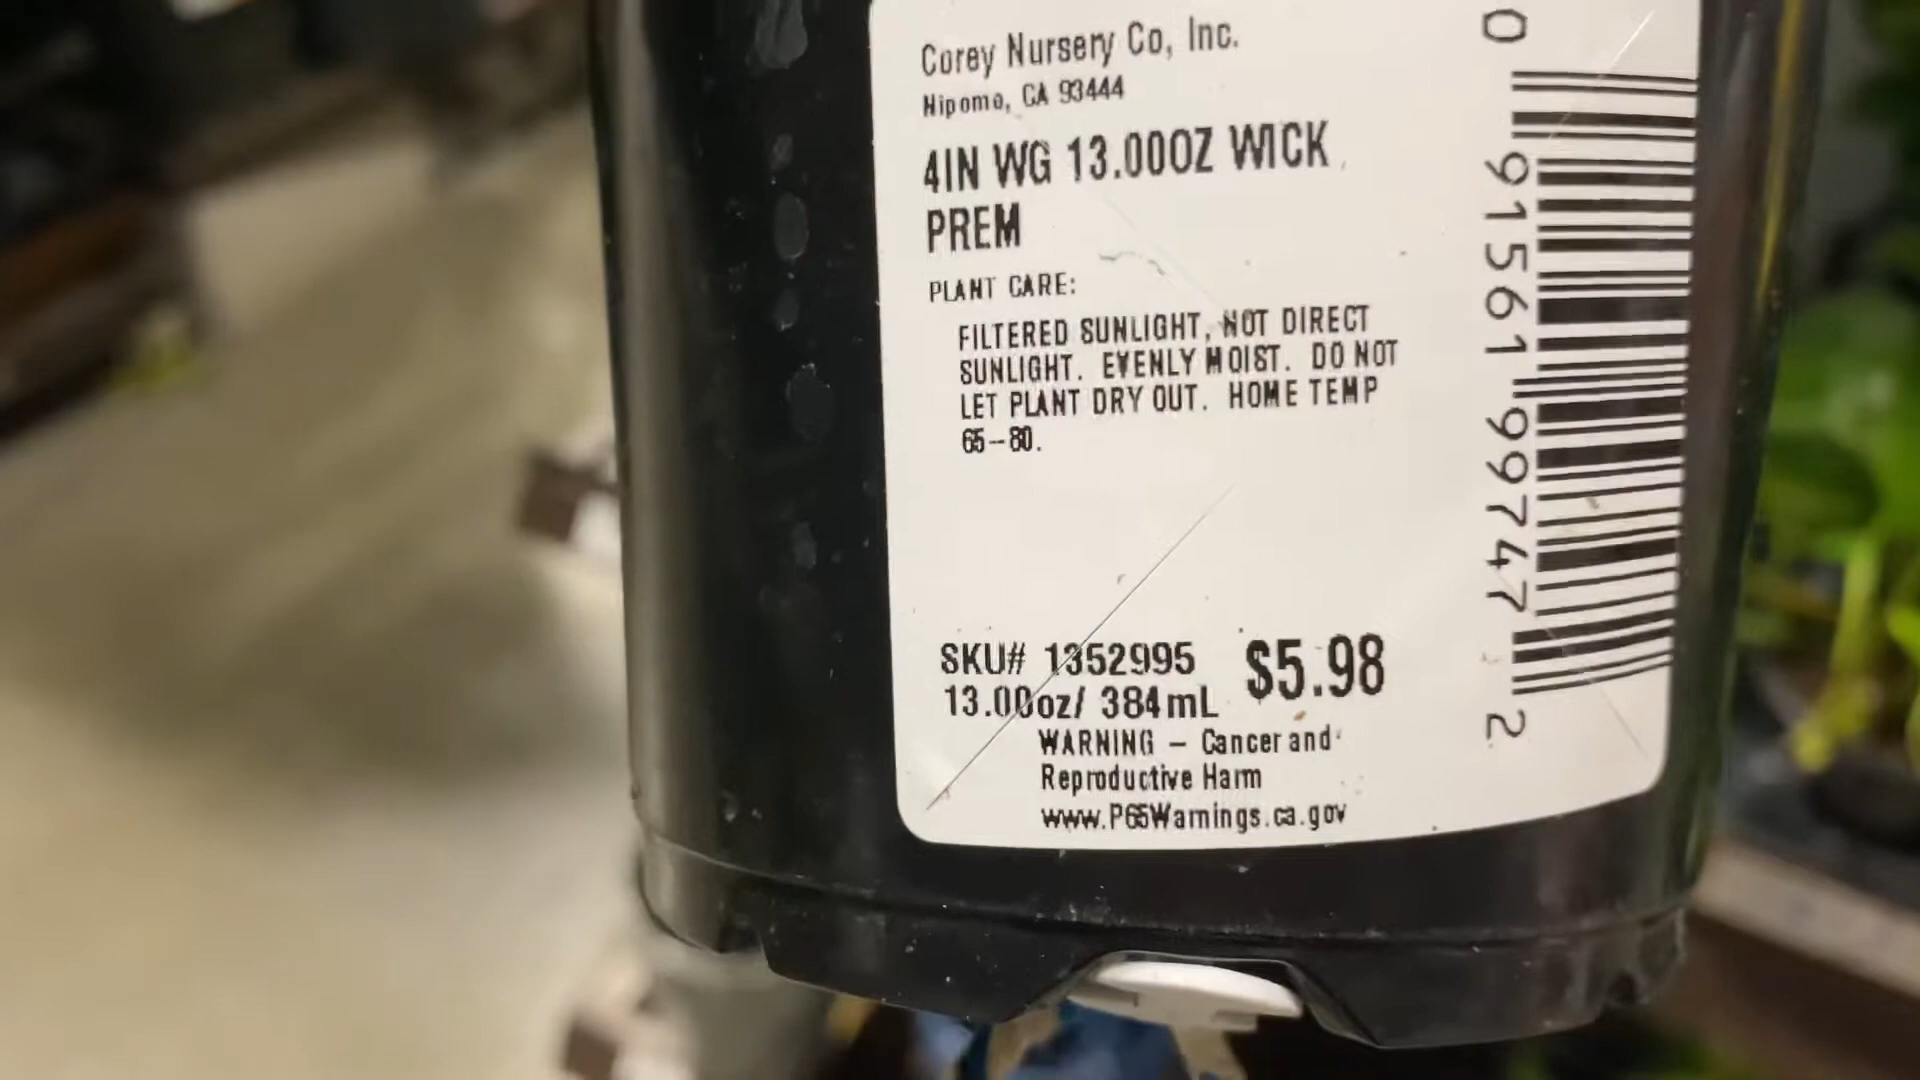 Corey Nursery Co, Inc.
Nipomo, CA 93444
4IN WG 13.00OZ WICK
PREM
PLANT CARE:
FILTERED SUNLIGHT, NOT DIRECT
SUNLIGHT. EVENLY MOIST. DO NOT
LET PLANT DRY OUT. HOME TEMP
65-80.
SKU# 1352995 $5.98
13.00oz/ 384mL
WARNING - Cancer and
Reproductive Harm
www.P65Warnings.ca.gov
0 91561 99747 2